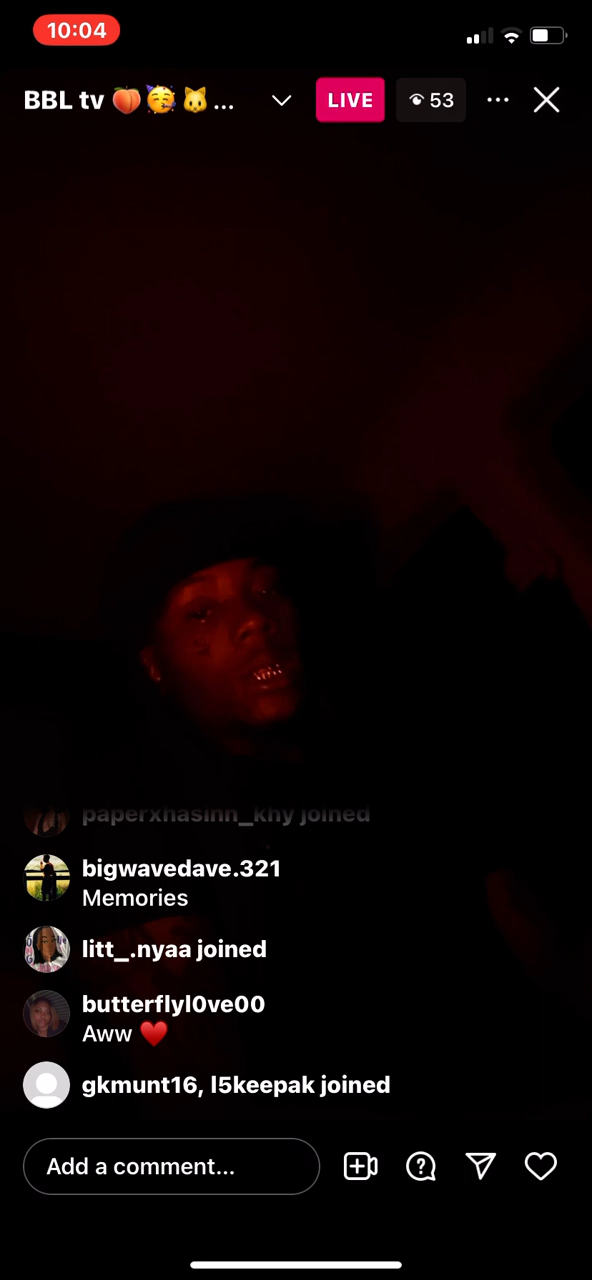 10:04
BBL tv 🍑🥳🐱...
LIVE
53
paperxhasinn_khy joined
bigwavedave.321
Memories
litt_.nyaa joined
butterflyl0ve00
Aww ❤️
gkmunt16, l5keepak joined
Add a comment...